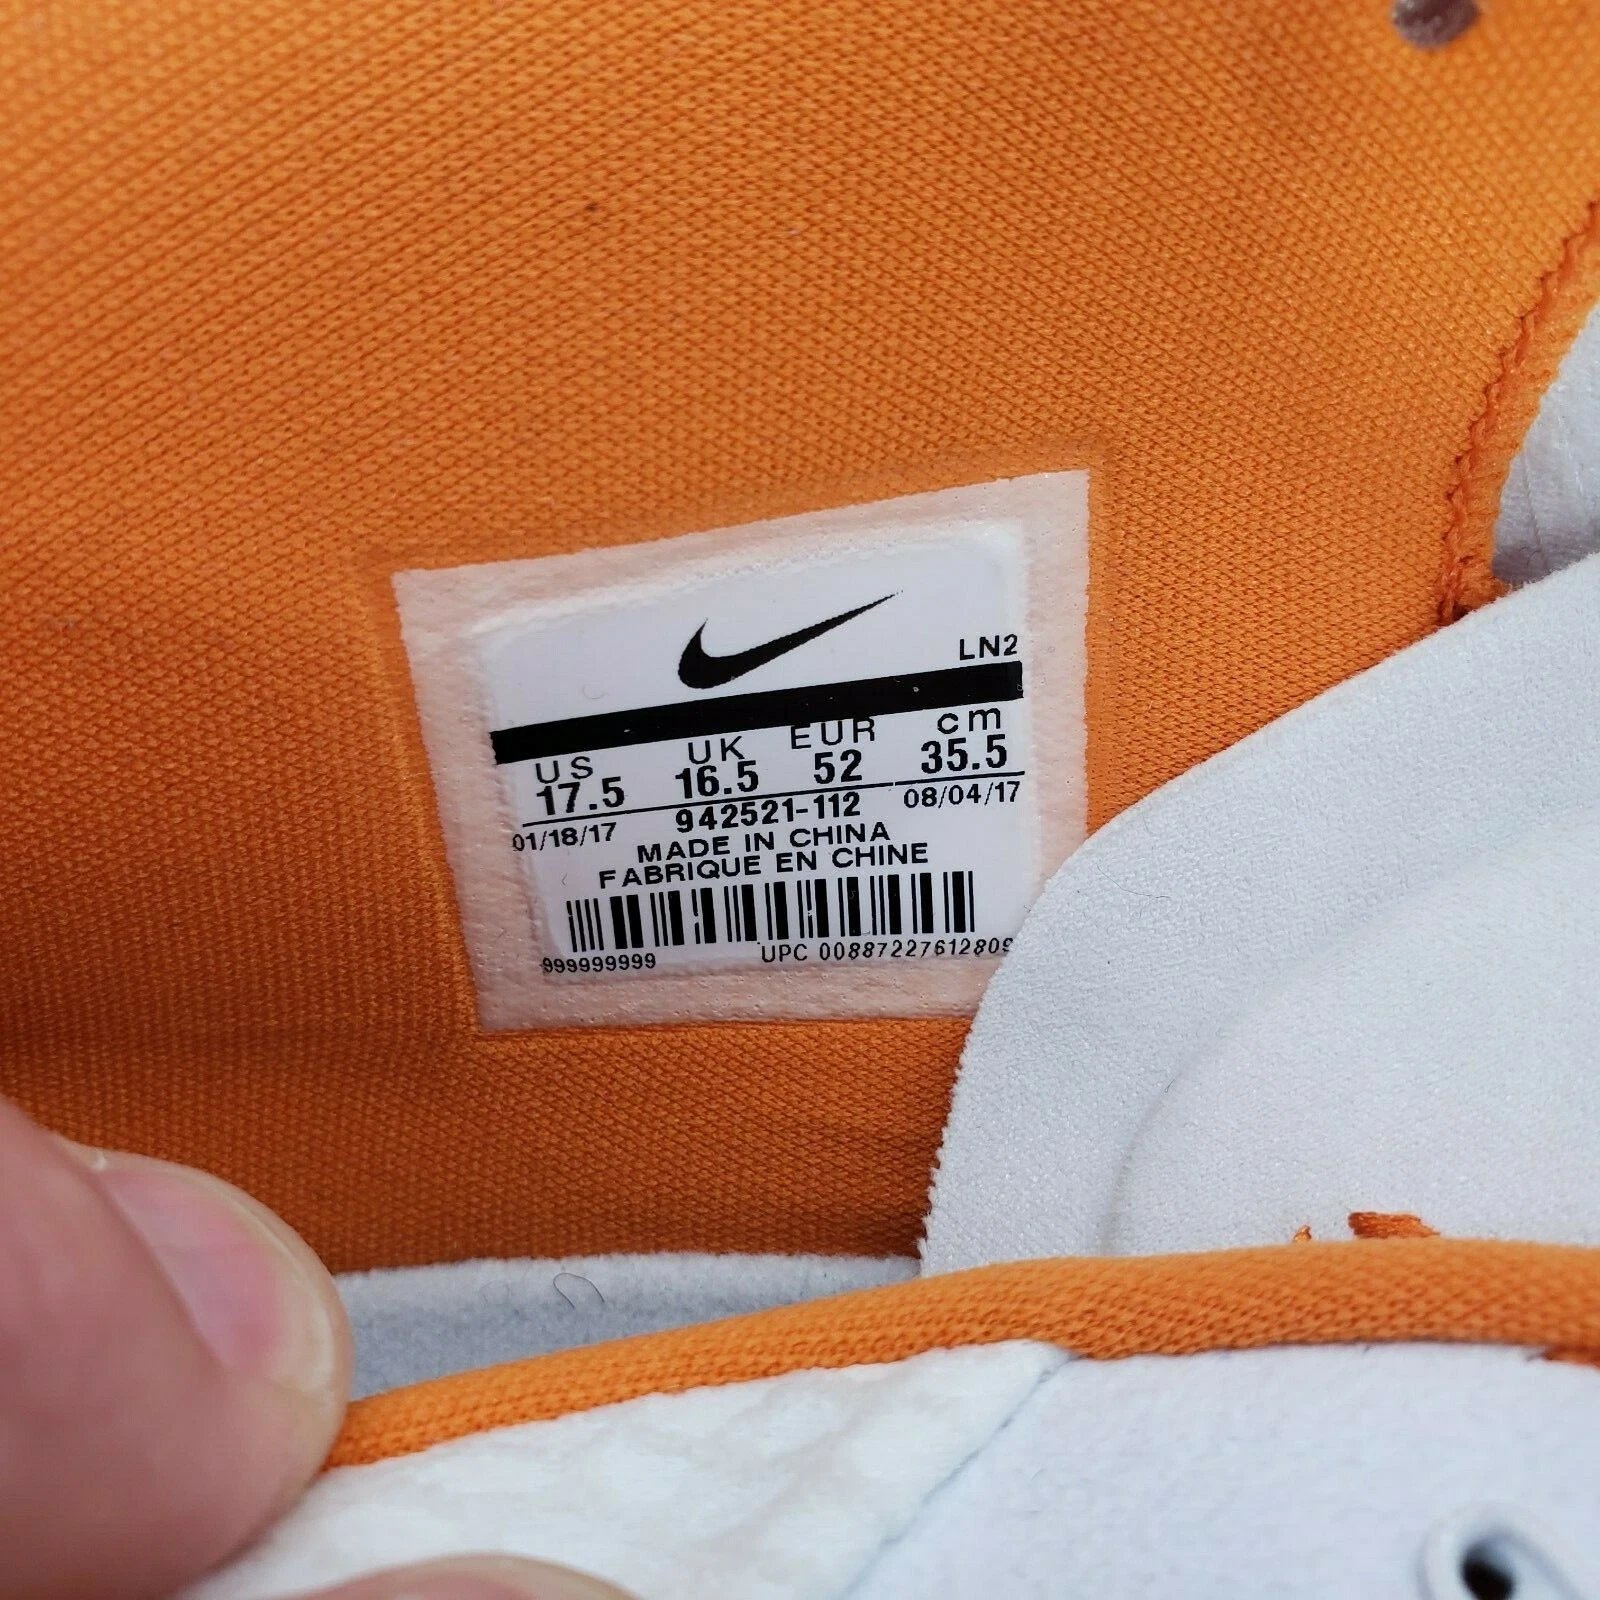 LN2
US UK EUR cm
17.5 16.5 52 35.5
01/18/17 942521-112 08/04/17
MADE IN CHINA
FABRIQUE EN CHINE
999999999 UPC 00887227612809